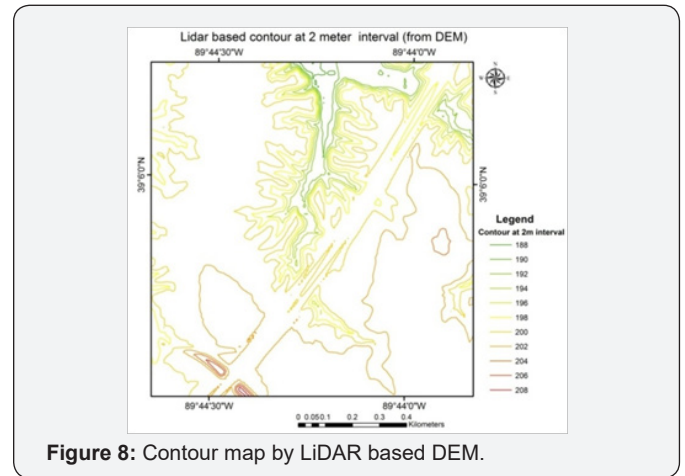 Lidar based contour at 2 meter interval (from DEM)
89°44'30"W 89°44'0"W
N
W E
S
39°6'0"N 39°6'0"N
Legend
Contour at 2m interval
188
190
192
194
196
198
200
202
204
206
208
89°44'30"W 89°44'0"W
0 0.050.1 0.2 0.3 0.4
Kilometers
Figure 8: Contour map by LiDAR based DEM.